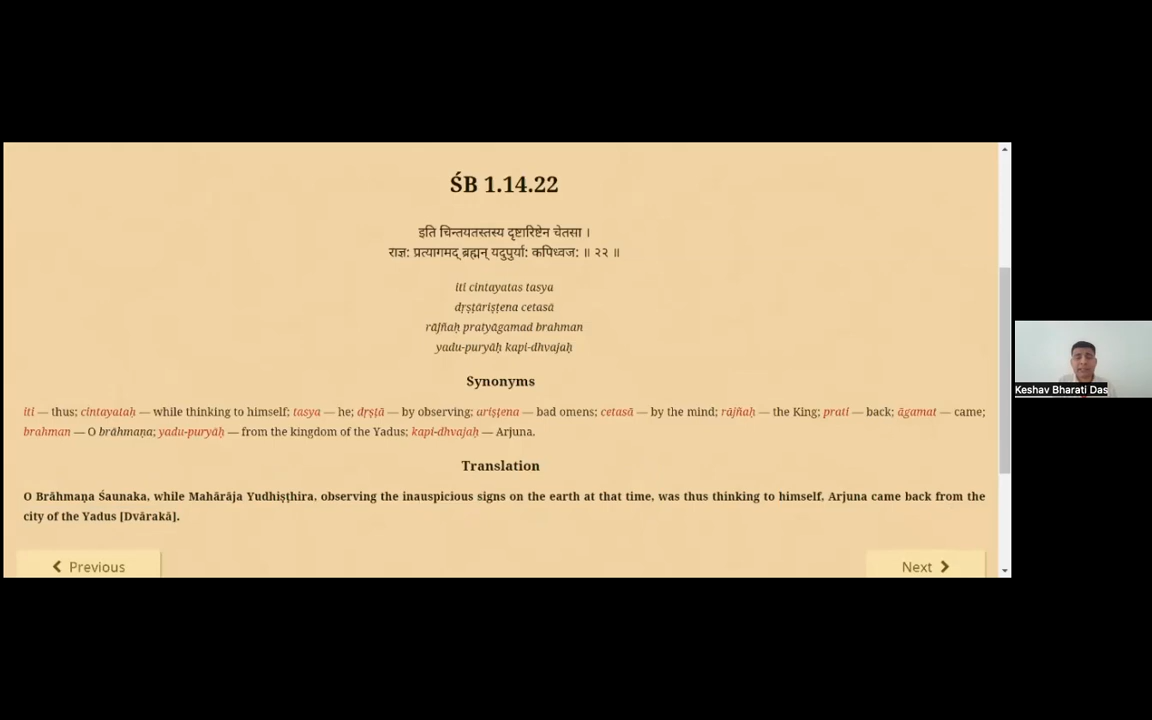 ŚB 1.14.22
इति चिन्तयतस्तस्य दृष्टारिष्टेन चेतसा ।
राज्ञ: प्रत्यागमद् ब्रह्मन् यदुपुर्या: कपिध्वज: ॥ २२ ॥
iti cintayatas tasya
dṛṣṭāriṣṭena cetasā
rājñaḥ pratyāgamad brahman
yadu-puryāḥ kapi-dhvajaḥ
Synonyms
iti — thus; cintayataḥ — while thinking to himself; tasya — he; dṛṣṭā — by observing; ariṣṭena — bad omens; cetasā — by the mind; rājñaḥ — the King; prati — back; āgamat — came;
brahman — O brāhmaṇa; yadu-puryāḥ — from the kingdom of the Yadus; kapi-dhvajaḥ — Arjuna.
Translation
O Brāhmaṇa Śaunaka, while Mahārāja Yudhiṣṭhira, observing the inauspicious signs on the earth at that time, was thus thinking to himself, Arjuna came back from the
city of the Yadus [Dvārakā].
Previous
Next
Keshav Bharati Das